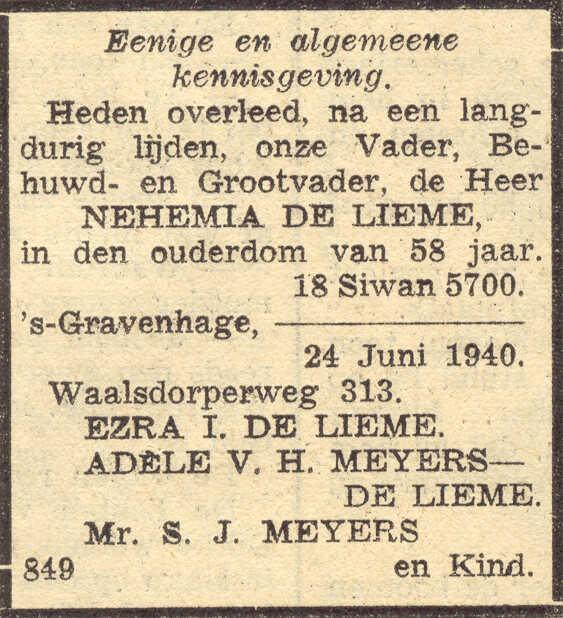 Eenige en algemeene
kennisgeving.
Heden overleed, na een lang-
durig lijden, onze Vader, Be-
huwd- en Grootvader, de Heer
NEHEMIA DE LIEME,
in den ouderdom van 58 jaar.
18 Siwan 5700.
's-Gravenhage,
24 Juni 1940.
Waalsdorperweg 313.
EZRA I. DE LIEME.
ADÈLE V. H. MEYERS—
DE LIEME.
Mr. S. J. MEYERS
849 en Kind.